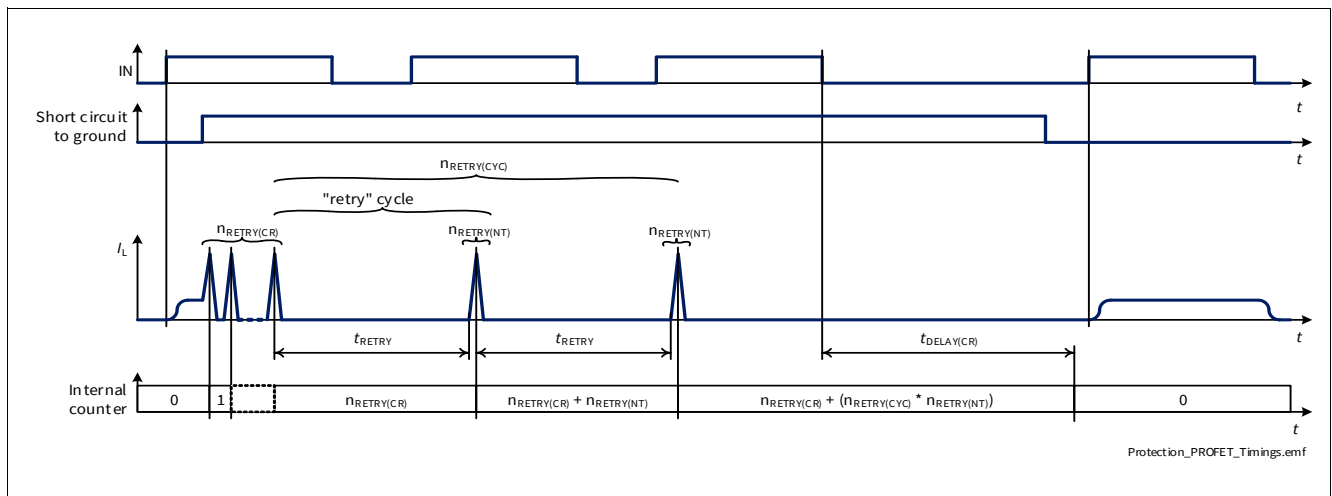 IN
t
Short circuit
to ground
t
nRETRY(CYC)
"retry" cycle
nRETRY(CR)
nRETRY(NT)
nRETRY(NT)
IL
t
tRETRY
tRETRY
tDELAY(CR)
Internal
counter
0
1
nRETRY(CR)
nRETRY(CR) + nRETRY(NT)
nRETRY(CR) + (nRETRY(CYC) * nRETRY(NT))
0
t
Protection_PROFET_Timings.emf